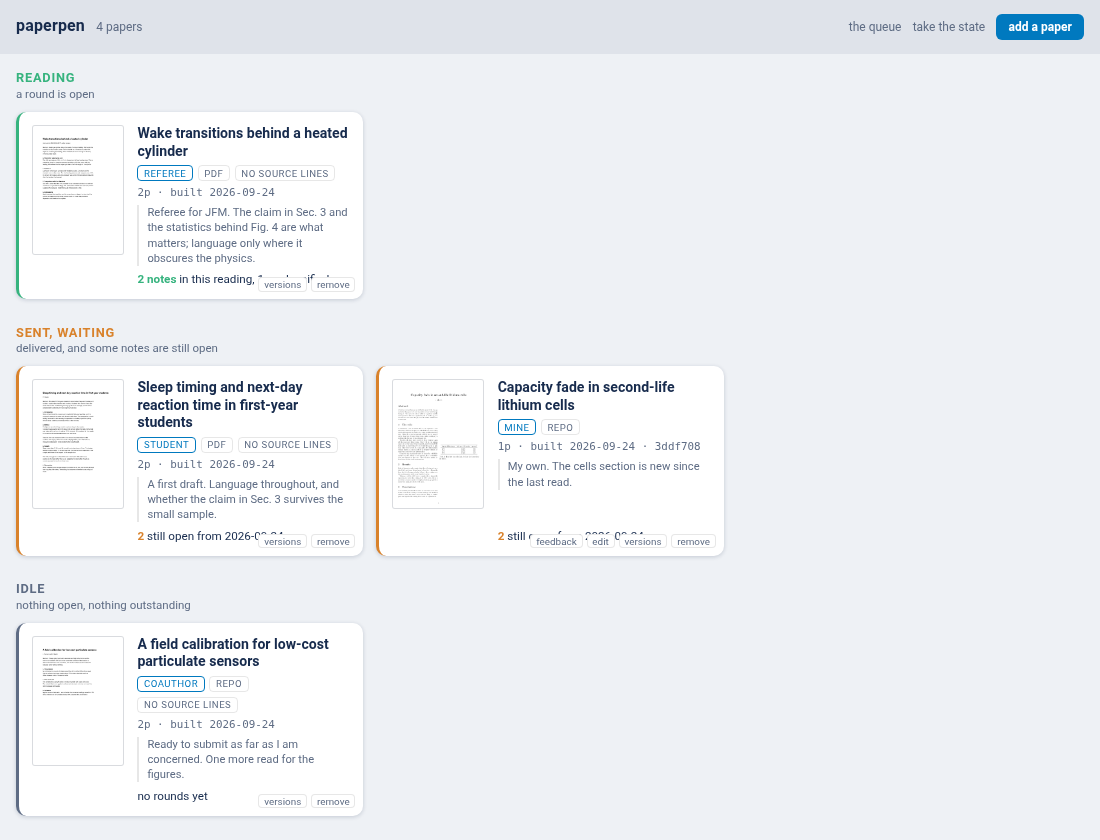 paperpen 4 papers the queue take the state add a paper
READING
a round is open
Wake transitions behind a heated
cylinder
REFEREE PDF NO SOURCE LINES
2p · built 2026-09-24
Referee for JFM. The claim in Sec. 3 and
the statistics behind Fig. 4 are what
matters; language only where it
obscures the physics.
2 notes in this reading,
versions remove
SENT, WAITING
delivered, and some notes are still open
Sleep timing and next-day
reaction time in first-year
students
STUDENT PDF NO SOURCE LINES
2p · built 2026-09-24
A first draft. Language throughout, and
whether the claim in Sec. 3 survives the
small sample.
2 still open from
versions remove
Capacity fade in second-life
lithium cells
MINE REPO
1p · built 2026-09-24 · 3ddf708
My own. The cells section is new since
the last read.
2 still
feedback edit versions remove
IDLE
nothing open, nothing outstanding
A field calibration for low-cost
particulate sensors
COAUTHOR REPO
NO SOURCE LINES
2p · built 2026-09-24
Ready to submit as far as I am
concerned. One more read for the
figures.
no rounds yet
versions remove